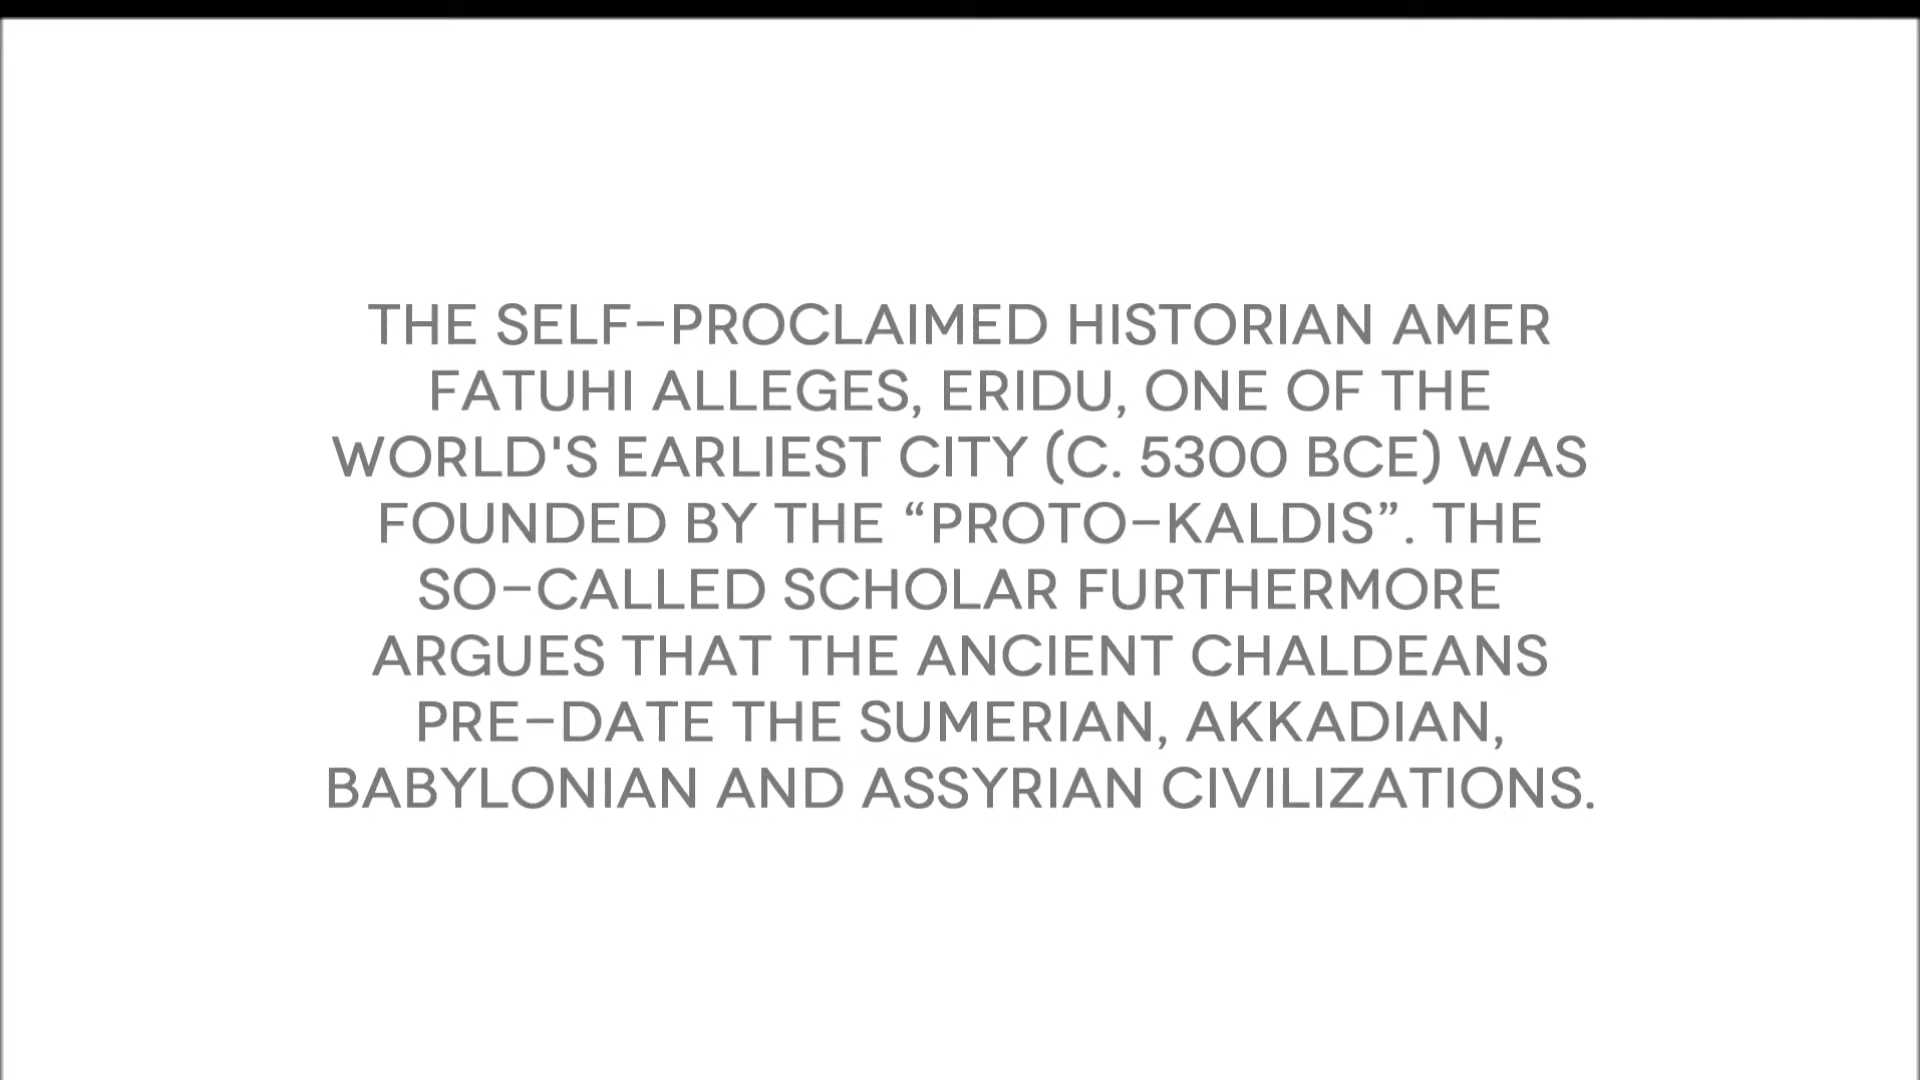 THE SELF-PROCLAIMED HISTORIAN AMER
FATUHI ALLEGES, ERIDU, ONE OF THE
WORLD'S EARLIEST CITY (C. 5300 BCE) WAS
FOUNDED BY THE “PROTO-KALDIS”. THE
SO-CALLED SCHOLAR FURTHERMORE
ARGUES THAT THE ANCIENT CHALDEANS
PRE-DATE THE SUMERIAN, AKKADIAN,
BABYLONIAN AND ASSYRIAN CIVILIZATIONS.